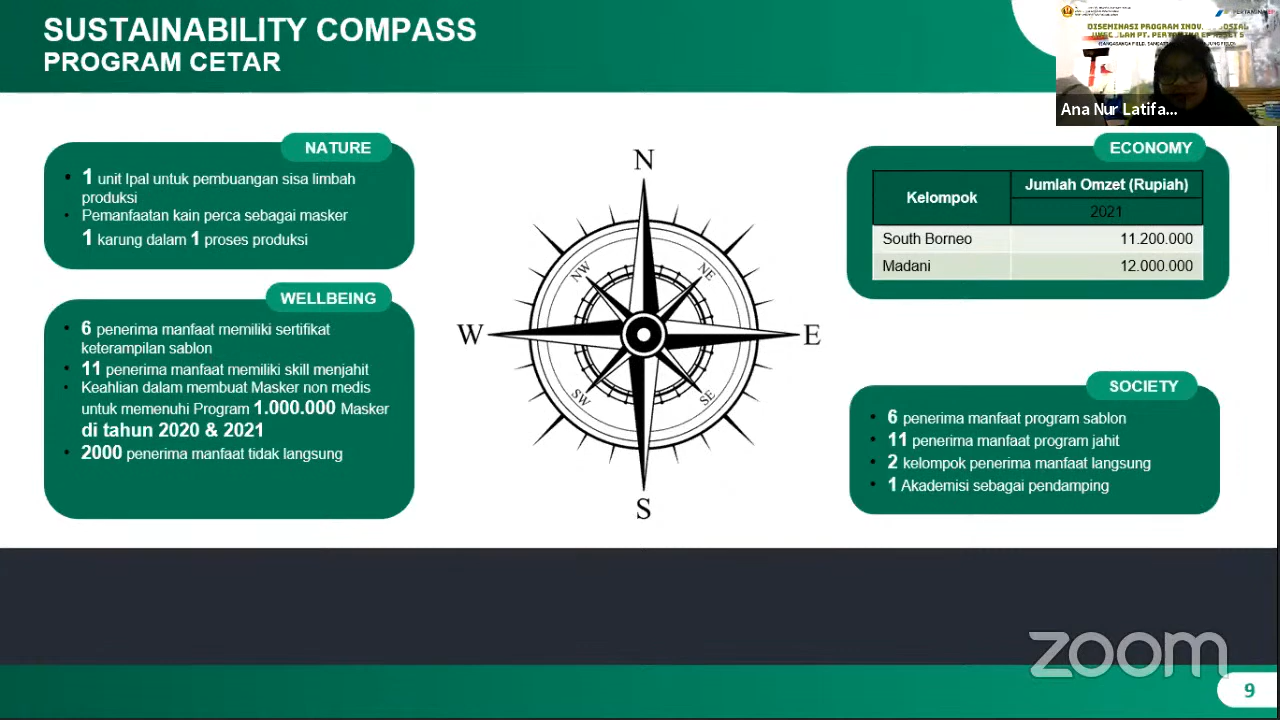 SUSTAINABILITY COMPASS
PROGRAM CETAR
DISEMINASI PROGRAM
Ana Nur Latifa...
NATURE
1 unit Ipal untuk pembuangan sisa limbah
produksi
Pemanfaatan kain perca sebagai masker
1 karung dalam 1 proses produksi
WELLBEING
6 penerima manfaat memiliki sertifikat
keterampilan sablon
11 penerima manfaat memiliki skill menjahit
Keahlian dalam membuat Masker non medis
untuk memenuhi Program 1.000.000 Masker
di tahun 2020 & 2021
2000 penerima manfaat tidak langsung
N
NW
NE
W
E
SW
SE
S
ECONOMY
Kelompok
Jumlah Omzet (Rupiah)
2021
South Borneo 11.200.000
Madani 12.000.000
SOCIETY
6 penerima manfaat program sablon
11 penerima manfaat program jahit
2 kelompok penerima manfaat langsung
1 Akademisi sebagai pendamping
zoom
9